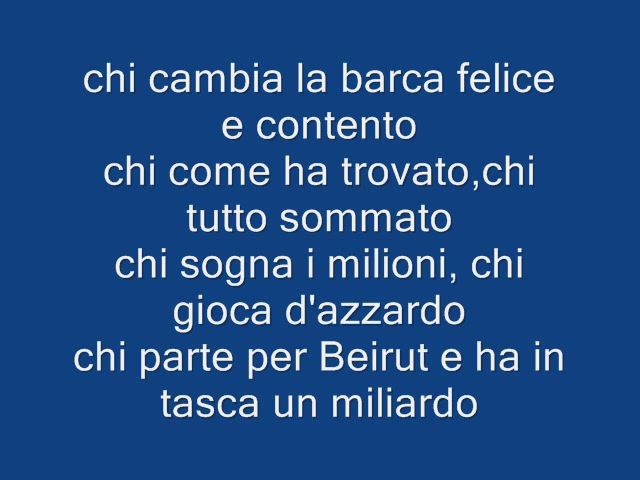 chi cambia la barca felice
e contento
chi come ha trovato,chi
tutto sommato
chi sogna i milioni, chi
gioca d'azzardo
chi parte per Beirut e ha in
tasca un miliardo